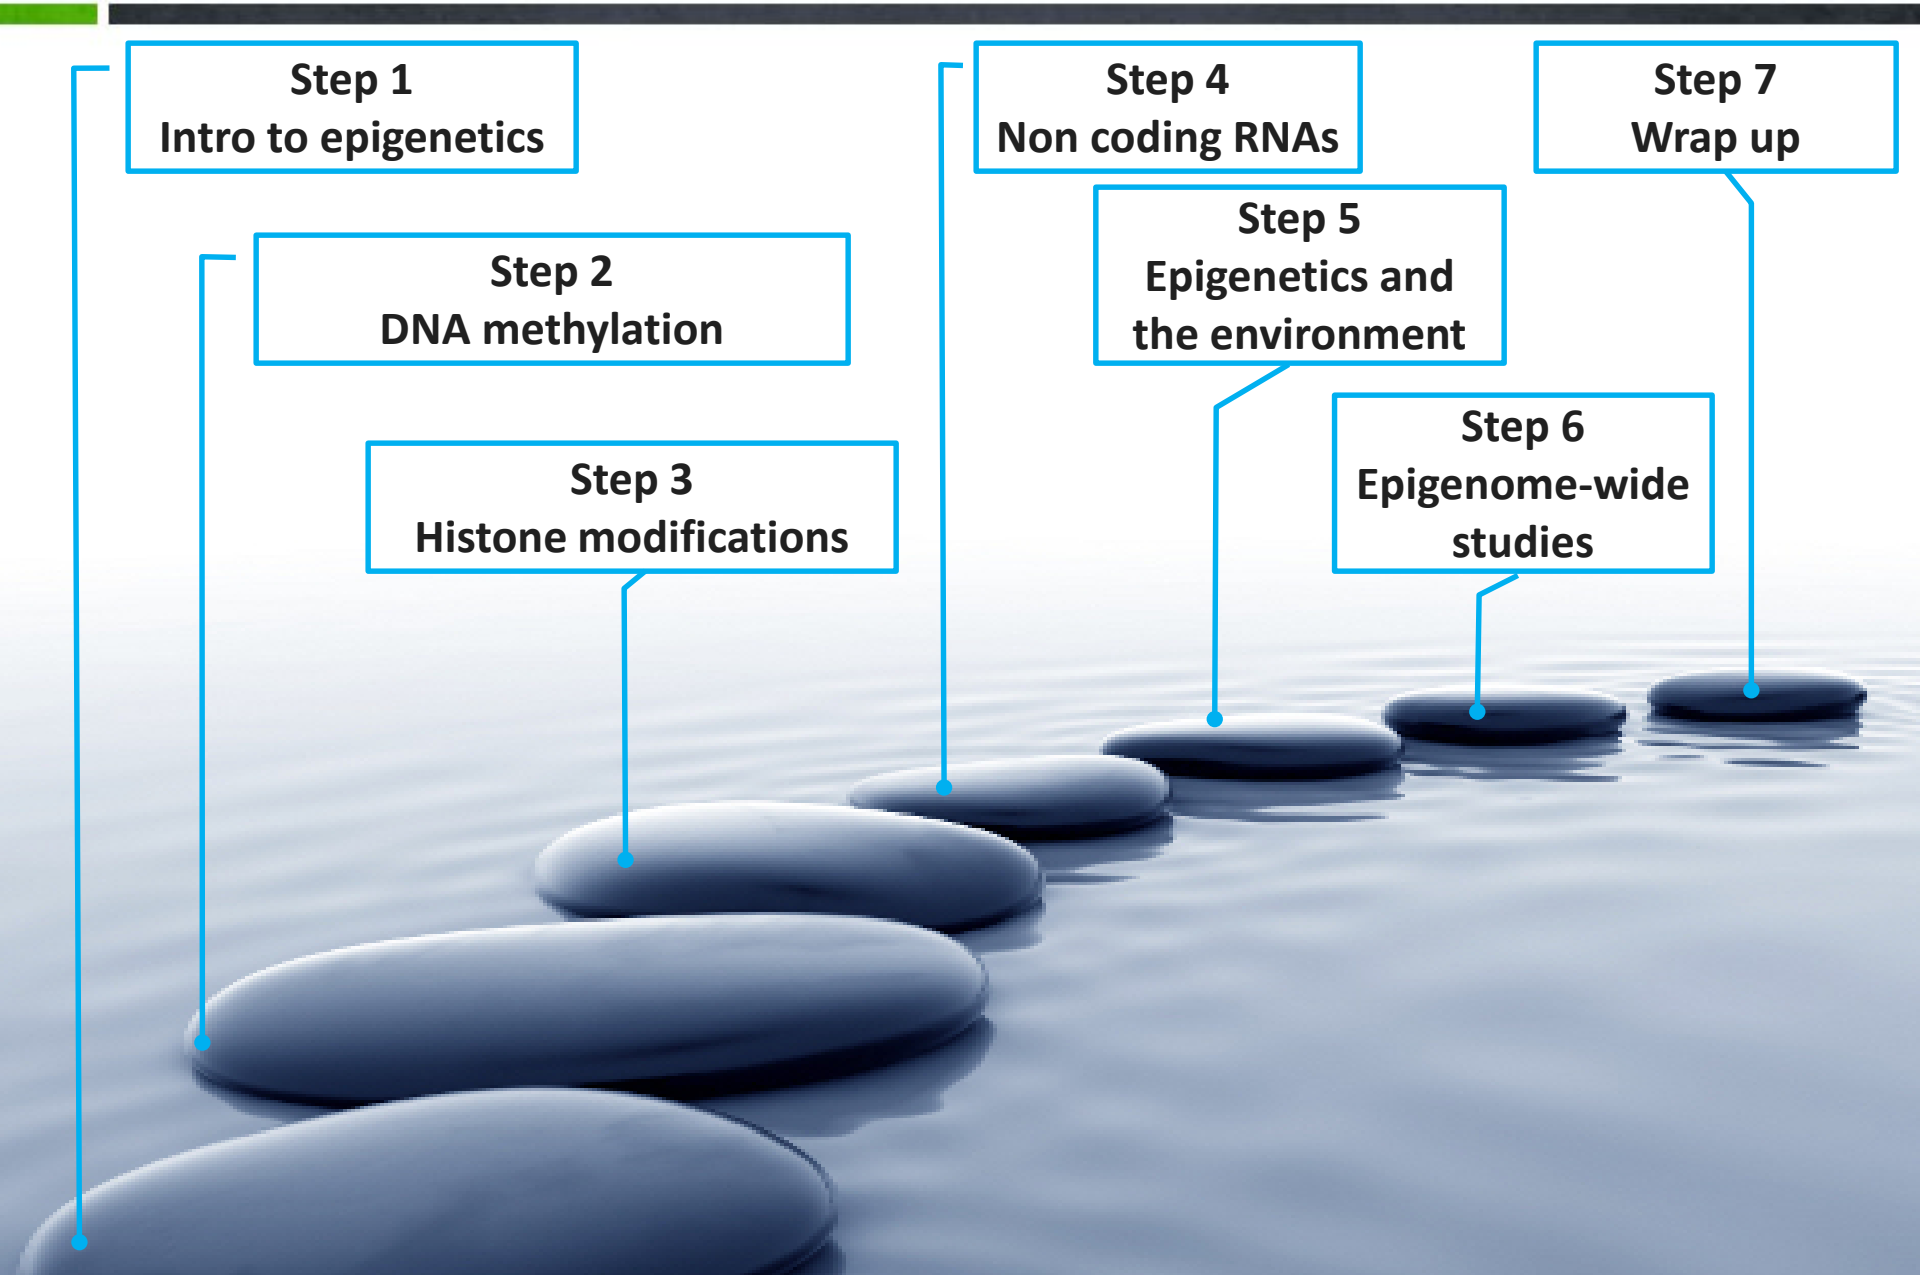 Step 1
Intro to epigenetics
Step 2
DNA methylation
Step 3
Histone modifications
Step 4
Non coding RNAs
Step 5
Epigenetics and
the environment
Step 6
Epigenome-wide
studies
Step 7
Wrap up